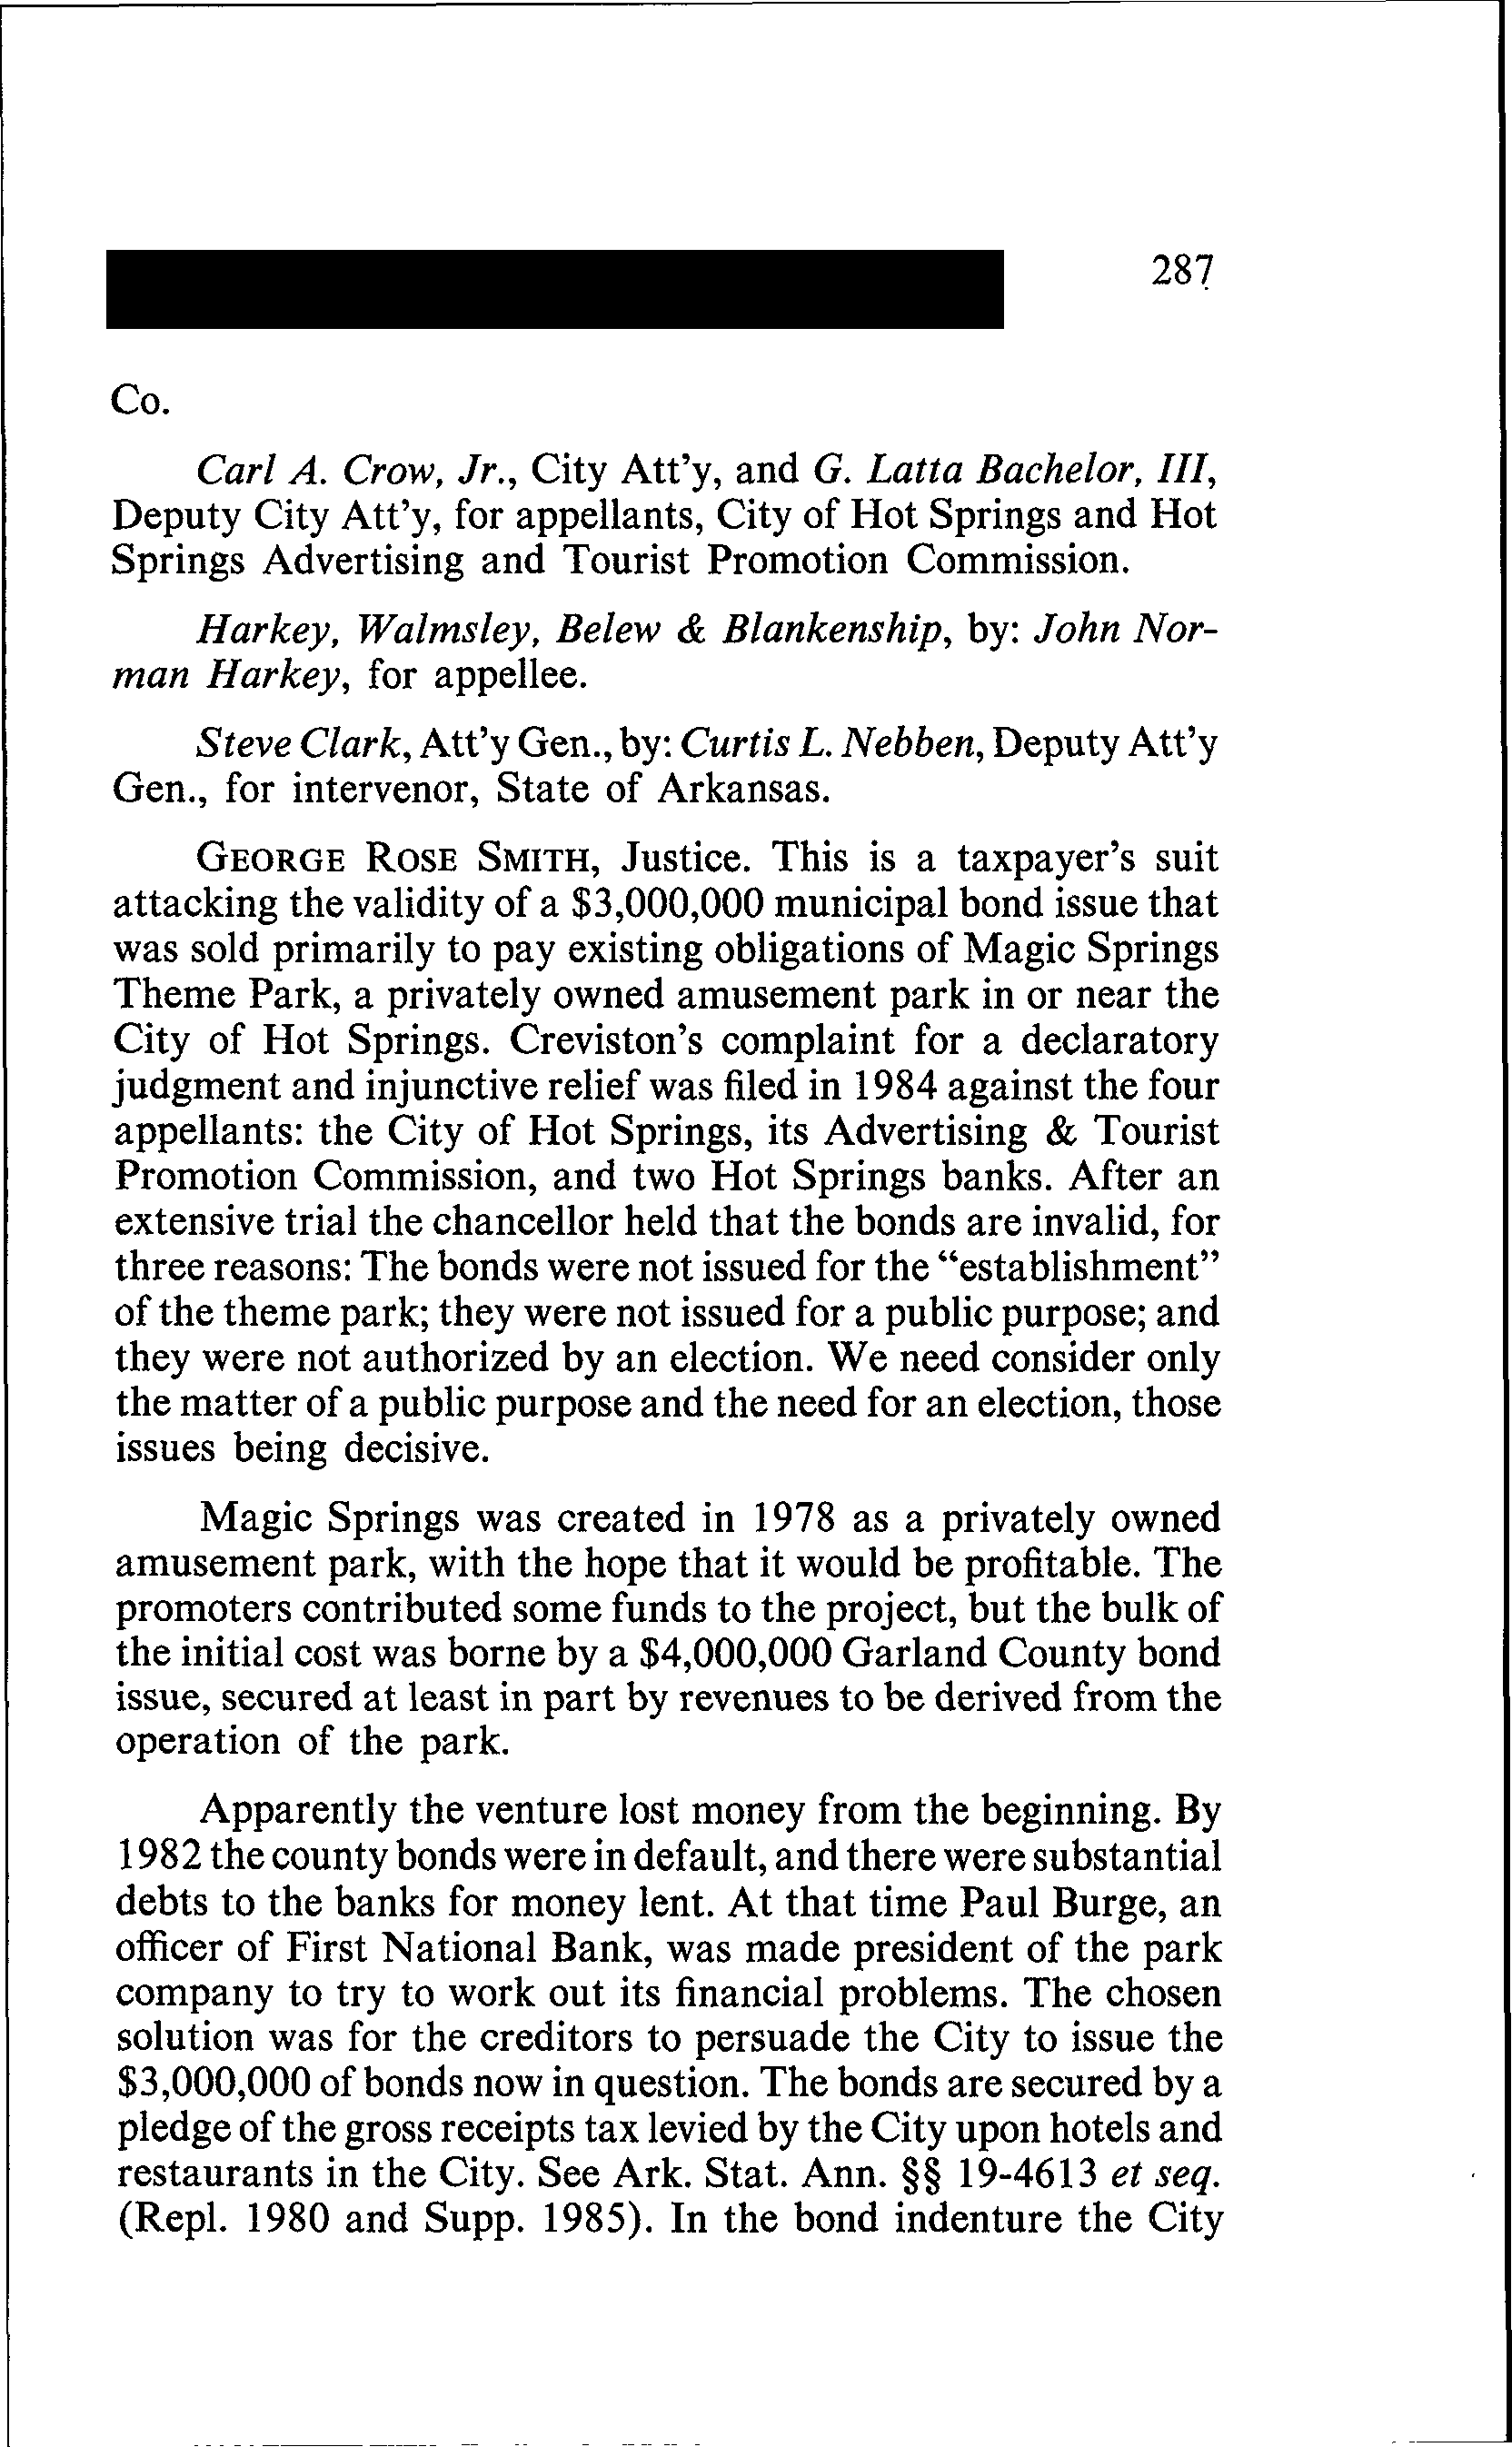 287
Co.
Carl A. Crow, Jr., City Att'y, and G. Latta Bachelor, III,
Deputy City Att'y, for appellants, City of Hot Springs and Hot
Springs Advertising and Tourist Promotion Commission.
Harkey, Walmsley, Belew & Blankenship, by: John Nor-
man Harkey, for appellee.
Steve Clark, Att'y Gen., by: Curtis L. Nebben, Deputy Att'y
Gen., for intervenor, State of Arkansas.
GEORGE ROSE SMITH, Justice. This is a taxpayer's suit
attacking the validity of a $3,000,000 municipal bond issue that
was sold primarily to pay existing obligations of Magic Springs
Theme Park, a privately owned amusement park in or near the
City of Hot Springs. Creviston's complaint for a declaratory
judgment and injunctive relief was filed in 1984 against the four
appellants: the City of Hot Springs, its Advertising & Tourist
Promotion Commission, and two Hot Springs banks. After an
extensive trial the chancellor held that the bonds are invalid, for
three reasons: The bonds were not issued for the "establishment"
of the theme park; they were not issued for a public purpose; and
they were not authorized by an election. We need consider only
the matter of a public purpose and the need for an election, those
issues being decisive.
Magic Springs was created in 1978 as a privately owned
amusement park, with the hope that it would be profitable. The
promoters contributed some funds to the project, but the bulk of
the initial cost was borne by a $4,000,000 Garland County bond
issue, secured at least in part by revenues to be derived from the
operation of the park.
Apparently the venture lost money from the beginning. By
1982 the county bonds were in default, and there were substantial
debts to the banks for money lent. At that time Paul Burge, an
officer of First National Bank, was made president of the park
company to try to work out its financial problems. The chosen
solution was for the creditors to persuade the City to issue the
$3,000,000 of bonds now in question. The bonds are secured by a
pledge of the gross receipts tax levied by the City upon hotels and
restaurants in the City. See Ark. Stat. Ann. §§ 19-4613 et seq.
(Repl. 1980 and Supp. 1985). In the bond indenture the City